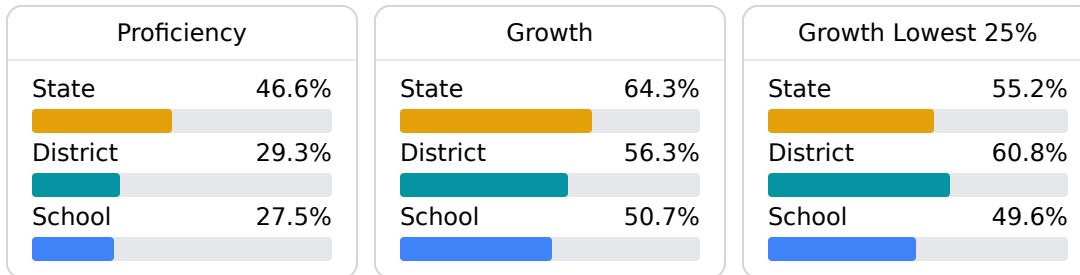 Proficiency
State 46.6%
District 29.3%
School 27.5%
Growth
State 64.3%
District 56.3%
School 50.7%
Growth Lowest 25%
State 55.2%
District 60.8%
School 49.6%